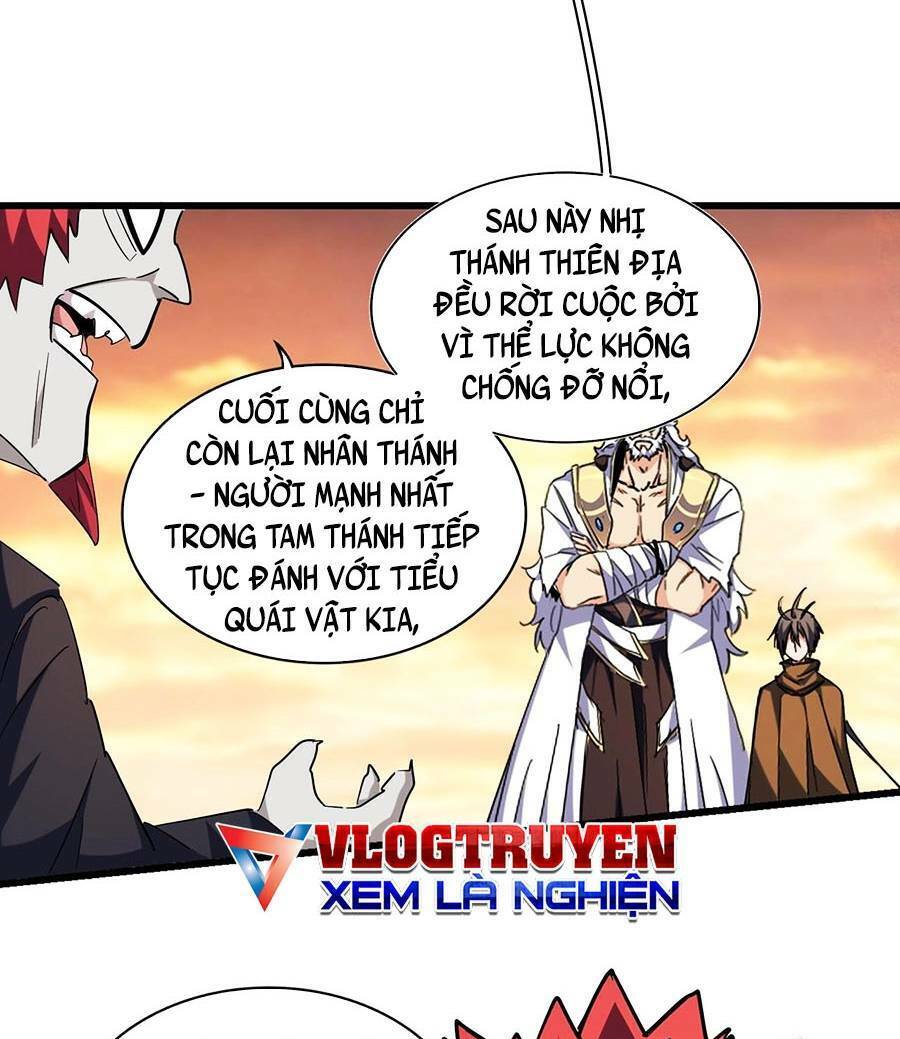 SAU NÀY NHỊ
THÁNH THIÊN ĐỊA
ĐỀU RỜI CUỘC BỞI
VÌ THỂ LỰC KHÔNG
CHỐNG ĐỠ NỔI,
CUỐI CÙNG CHỈ
CÒN LẠI NHÂN THÁNH
- NGƯỜI MẠNH NHẤT
TRONG TAM THÁNH TIẾP
TỤC ĐÁNH VỚI TIỂU
QUÁI VẬT KIA,
VLOGTRUYEN
XEM LÀ NGHIỆN